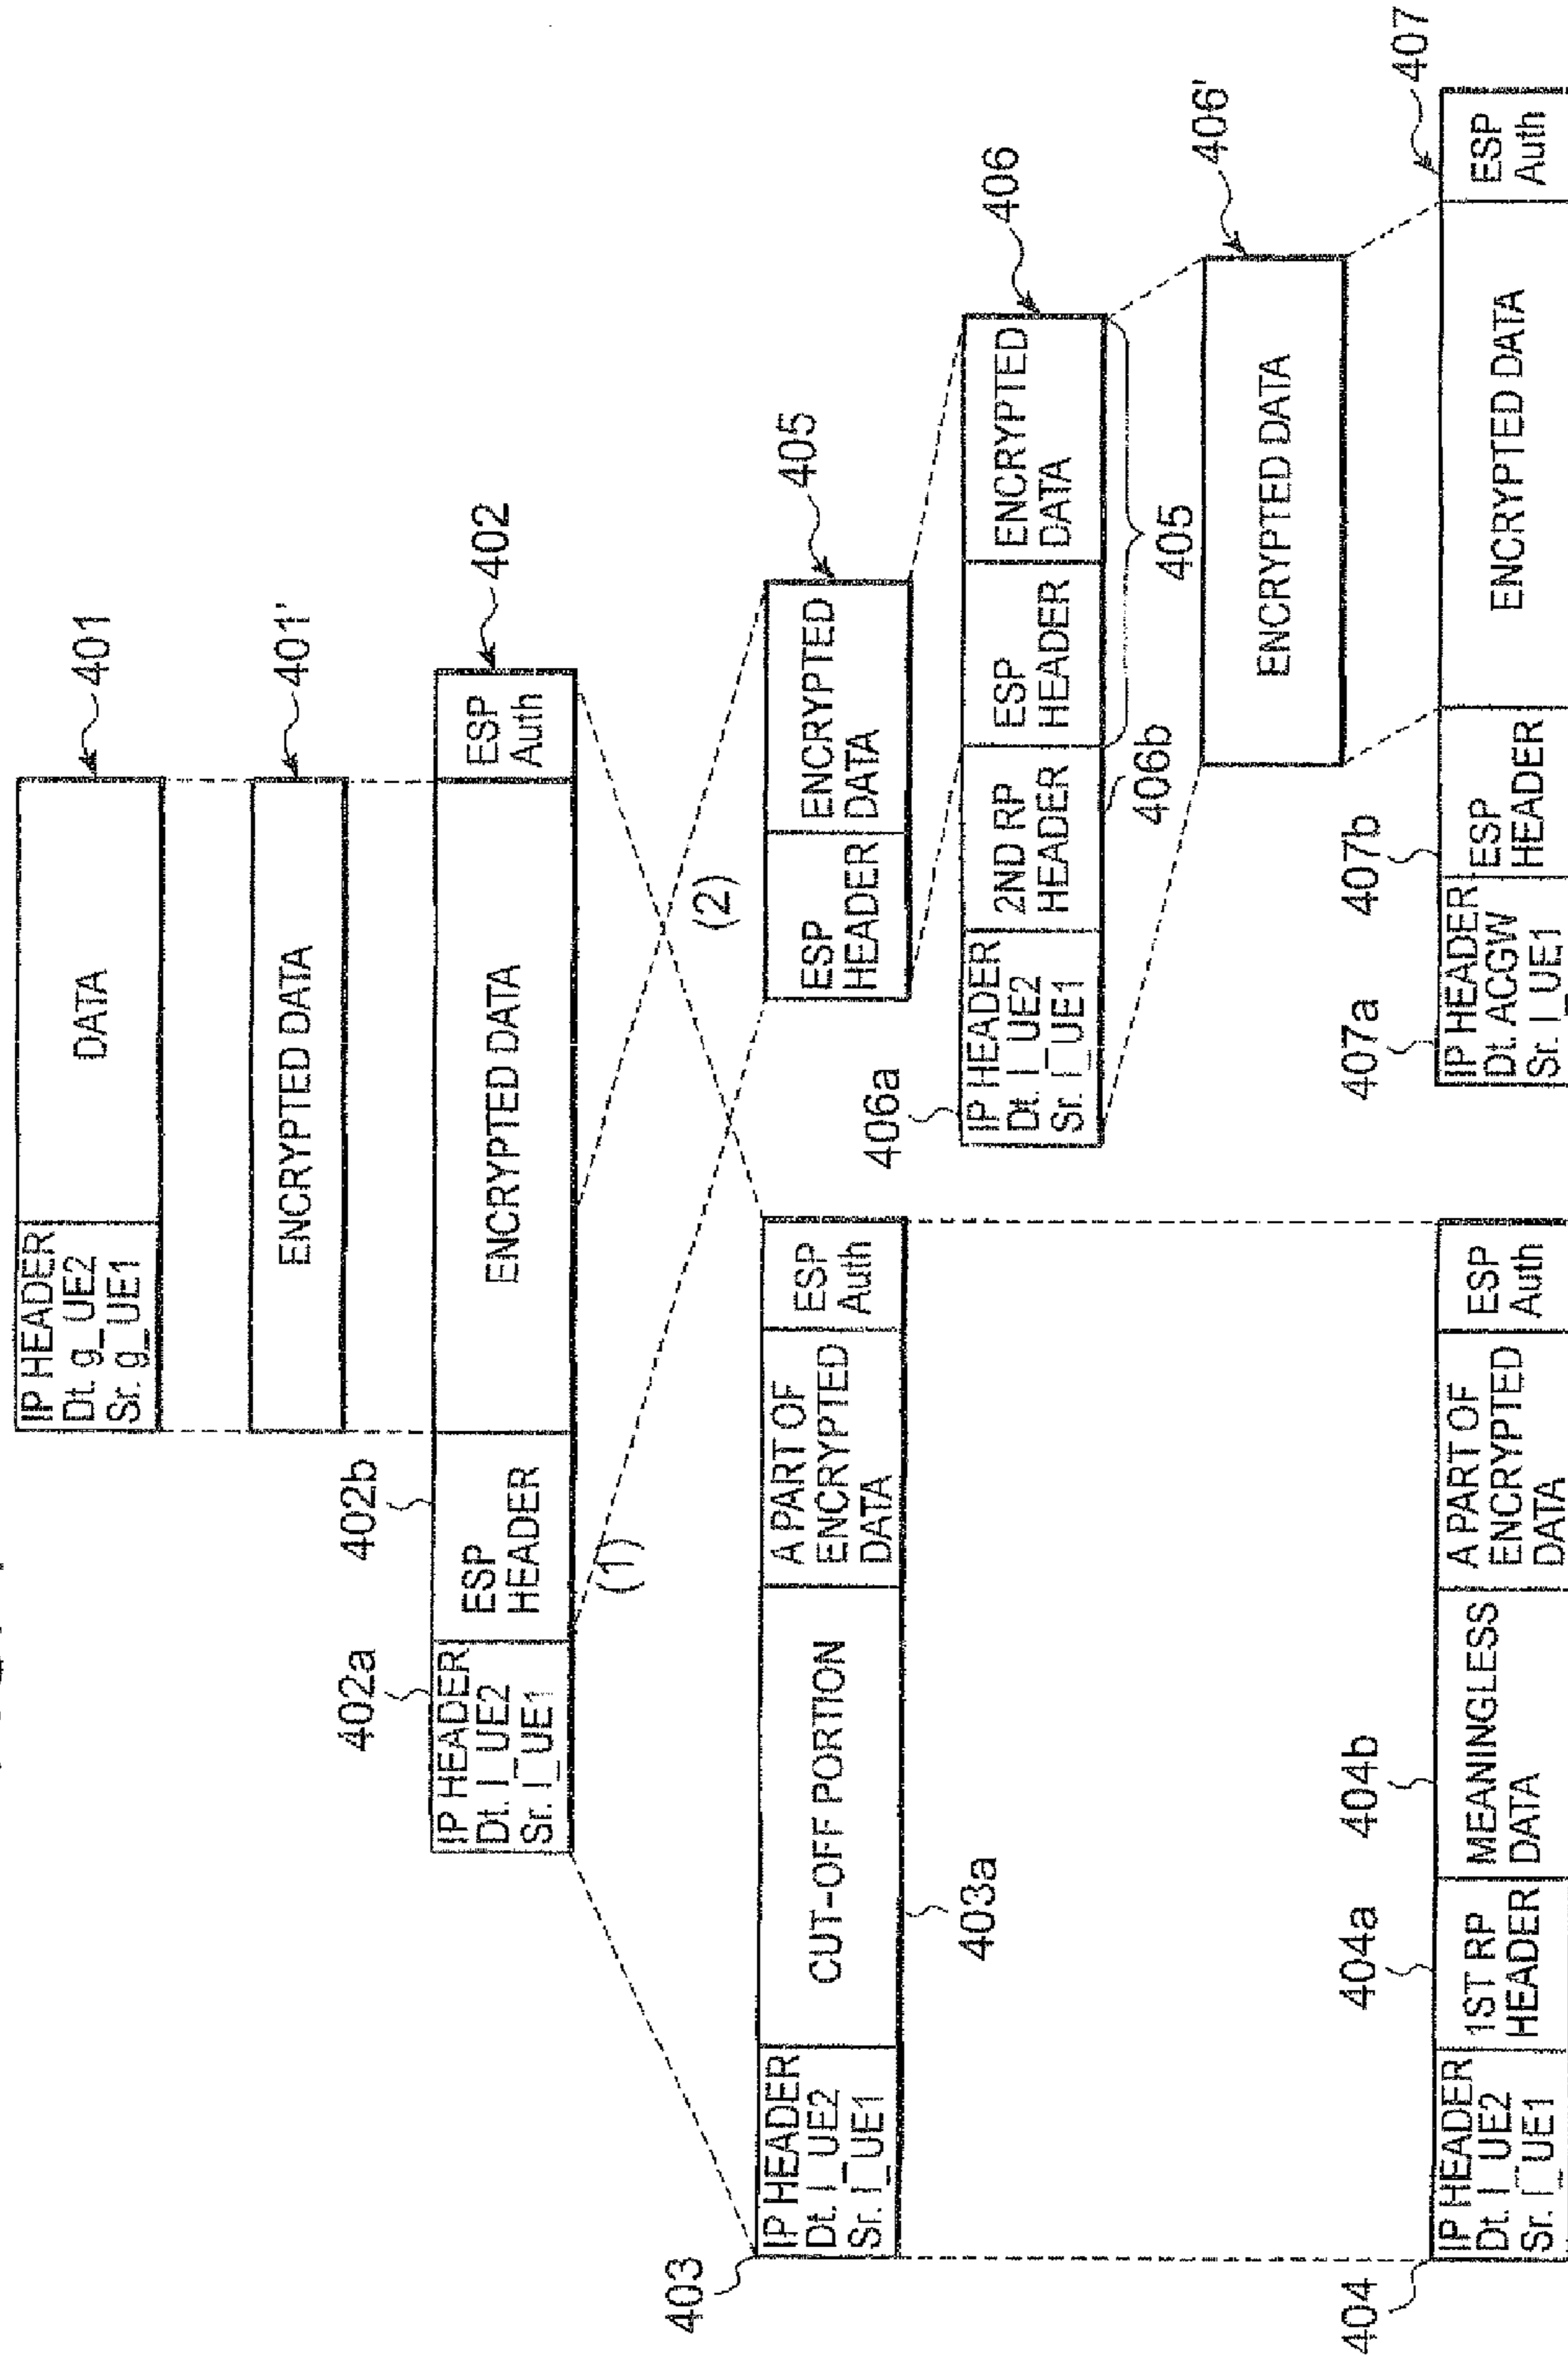 401
IP HEADER
Dt. g_UE2
Sr. g_UE1
DATA
401'
ENCRYPTED DATA
402
402a
402b
IP HEADER
Dt. l_UE2
Sr. l_UE1
ESP
HEADER
ENCRYPTED DATA
ESP
Auth
(1)
(2)
403
IP HEADER
Dt. l_UE2
Sr. l_UE1
CUT-OFF PORTION
403a
A PART OF
ENCRYPTED
DATA
ESP
Auth
405
ESP
HEADER
ENCRYPTED
DATA
406
406a
IP HEADER
Dt. l_UE2
Sr. l_UE1
2ND RP
HEADER
406b
ESP
HEADER
ENCRYPTED
DATA
405
406'
ENCRYPTED DATA
404
404a
404b
IP HEADER
Dt. l_UE2
Sr. l_UE1
1ST RP
HEADER
MEANINGLESS
DATA
A PART OF
ENCRYPTED
DATA
ESP
Auth
407
407a
407b
IP HEADER
Dt. ACGW
Sr. l_UE1
ESP
HEADER
ENCRYPTED DATA
ESP
Auth